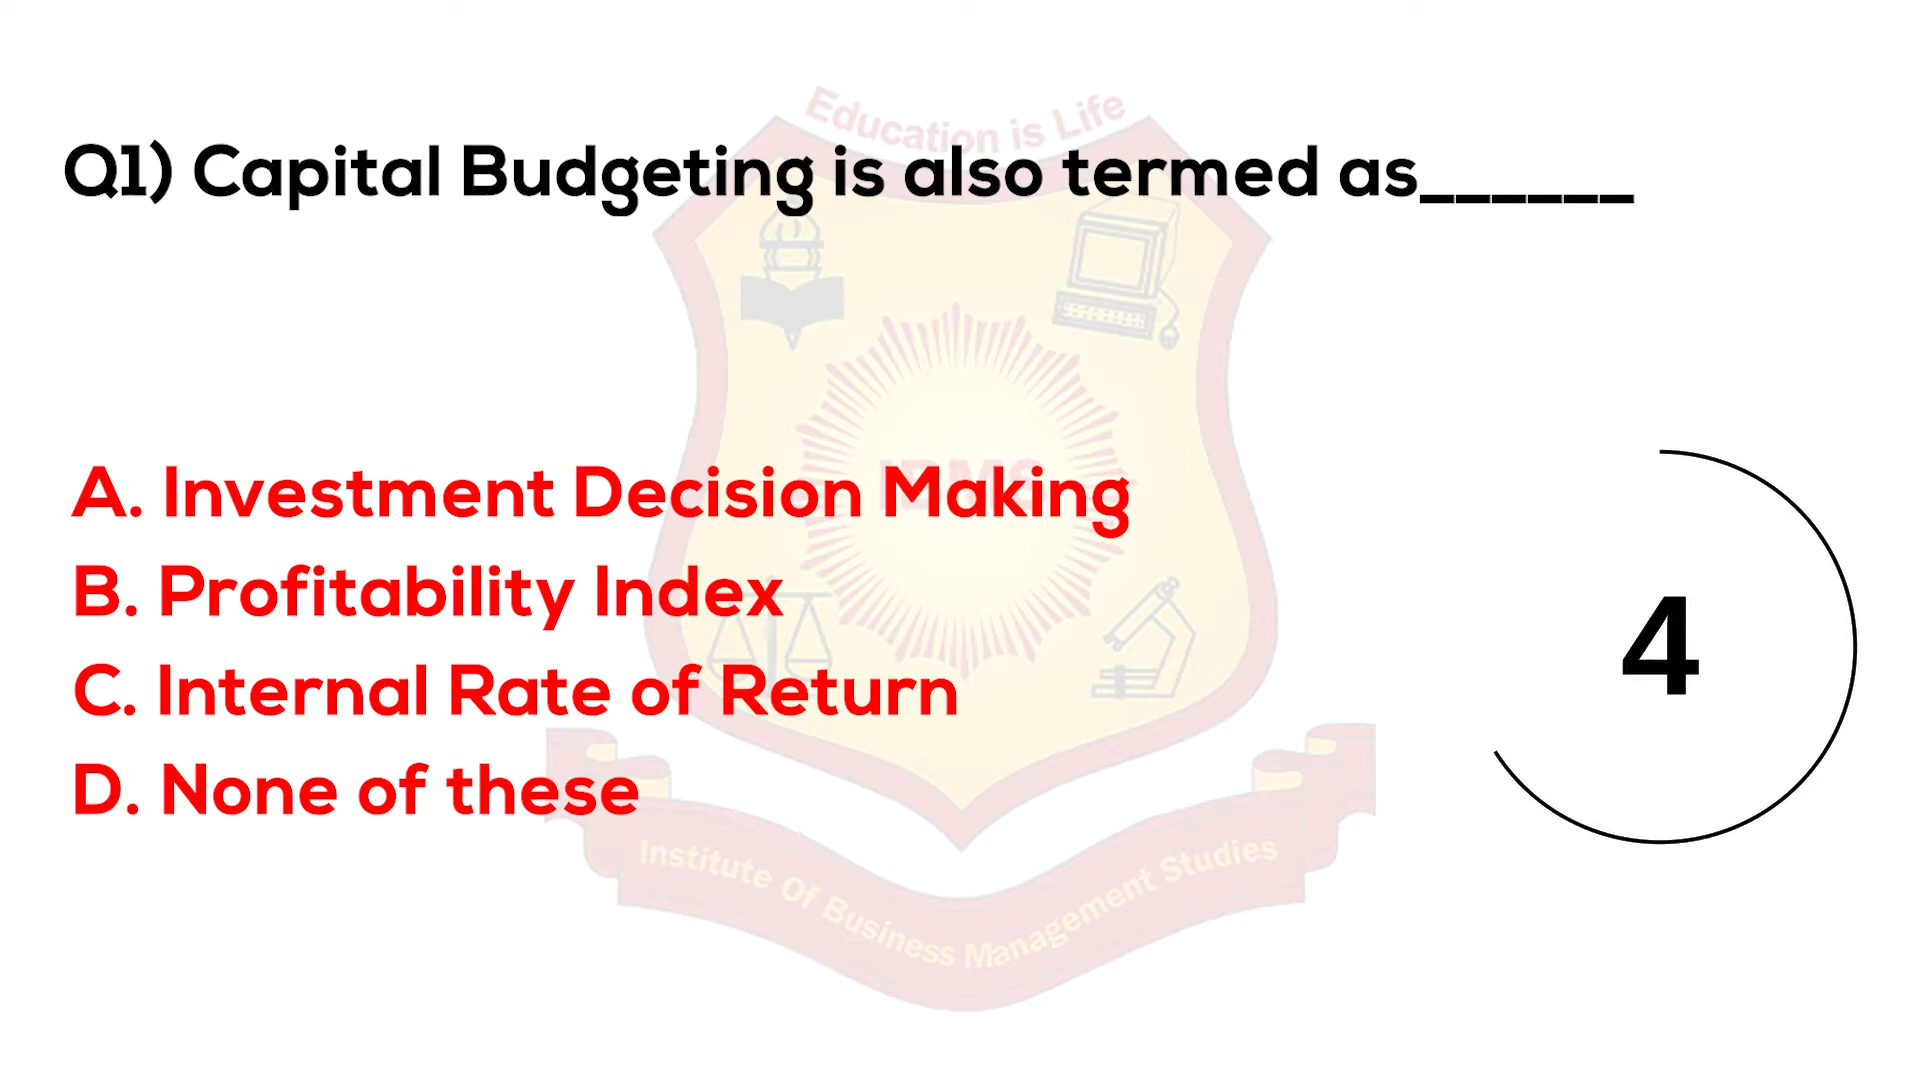 Education is Life
Q1) Capital Budgeting is also termed as______
A. Investment Decision Making
B. Profitability Index
C. Internal Rate of Return
D. None of these
4
IBMS
Institute Of Business Management Studies